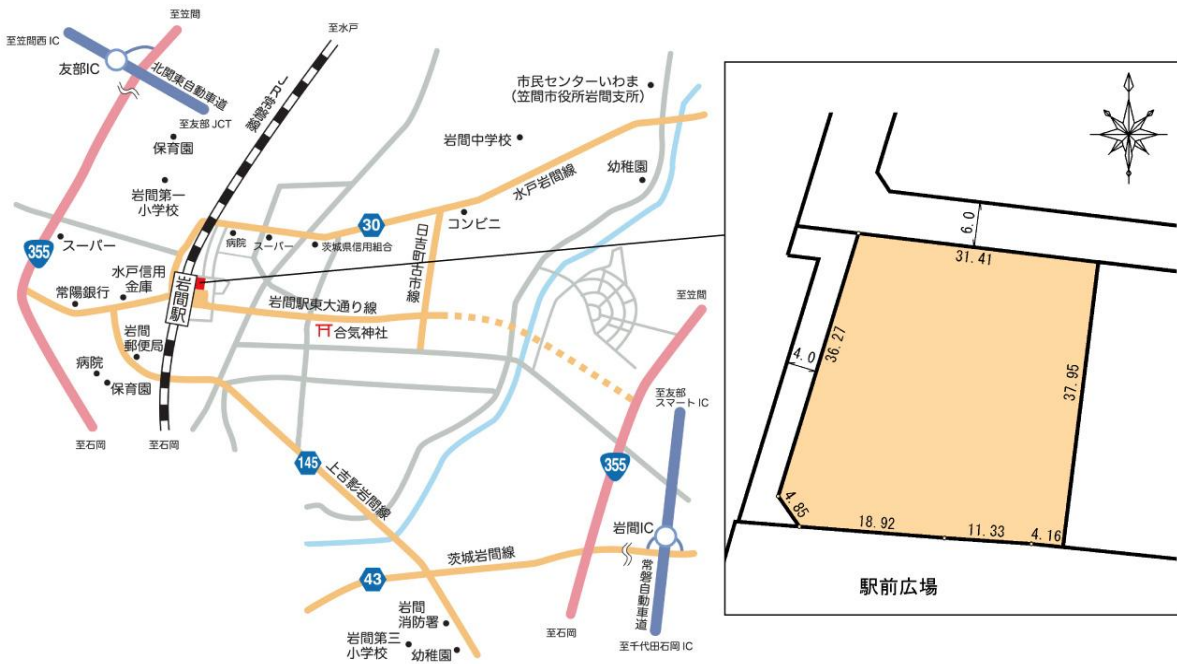 至笠間
至水戸
至笠間西 IC
友部IC
北関東自動車道
至友部 JCT
JR常磐線
市民センターいわま
（笠間市役所岩間支所）
保育園
岩間中学校
幼稚園
水戸岩間線
岩間第一
小学校
30
コンビニ
病院
スーパー
茨城県信用組合
日吉町古市線
スーパー
355
水戸信用
金庫
常陽銀行
岩間駅
岩間駅東大通り線
合気神社
至笠間
岩間
郵便局
病院
保育園
至石岡
至石岡
至友部
スマート IC
145
上吉影岩間線
355
岩間IC
茨城岩間線
常磐自動車道
43
岩間
消防署
岩間第三
小学校
幼稚園
至石岡
至千代田石岡 IC
6.0
31.41
36.27
4.0
37.95
4.85
18.92
11.33
4.16
駅前広場